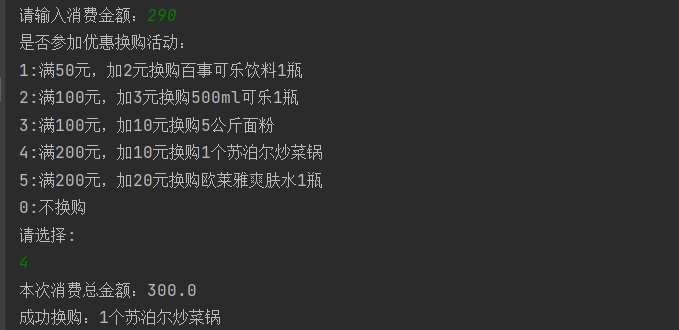 请输入消费金额：290
是否参加优惠换购活动：
1:满50元，加2元换购百事可乐饮料1瓶
2:满100元，加3元换购500ml可乐1瓶
3:满100元，加10元换购5公斤面粉
4:满200元，加10元换购1个苏泊尔炒菜锅
5:满200元，加20元换购欧莱雅爽肤水1瓶
0:不换购
请选择：
4
本次消费总金额：300.0
成功换购：1个苏泊尔炒菜锅